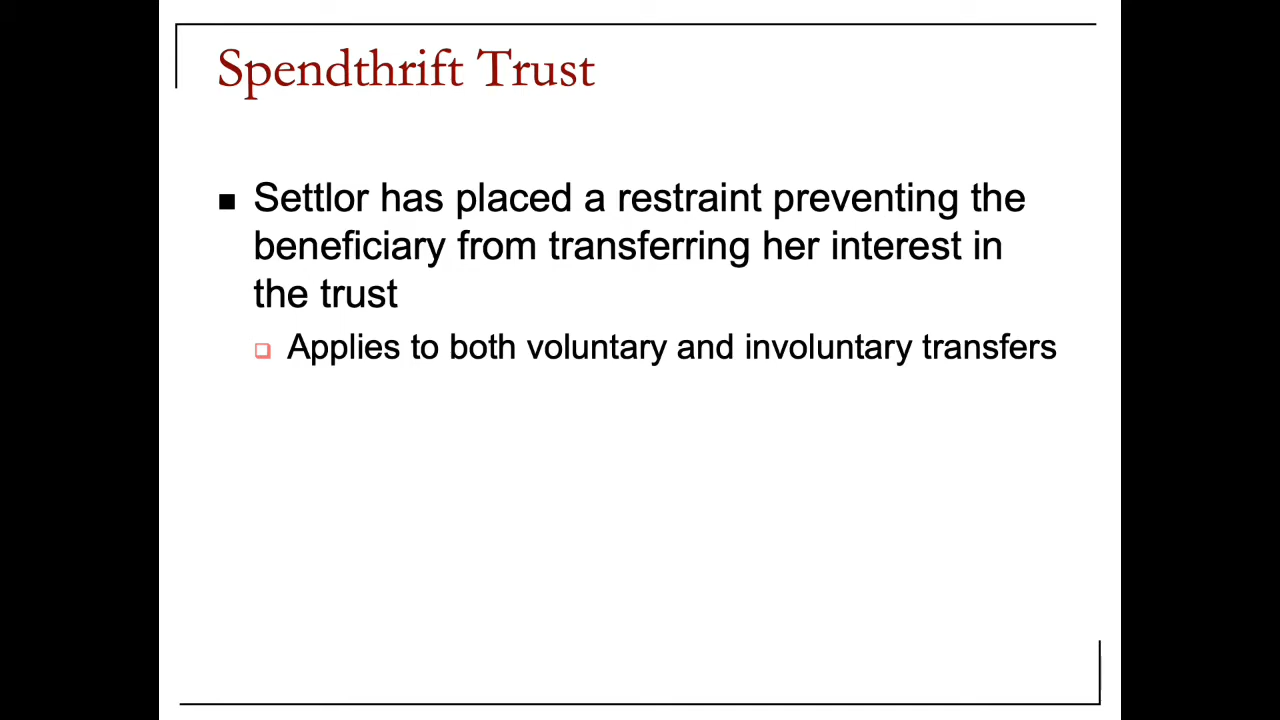 Spendthrift Trust
Settlor has placed a restraint preventing the
beneficiary from transferring her interest in
the trust
Applies to both voluntary and involuntary transfers